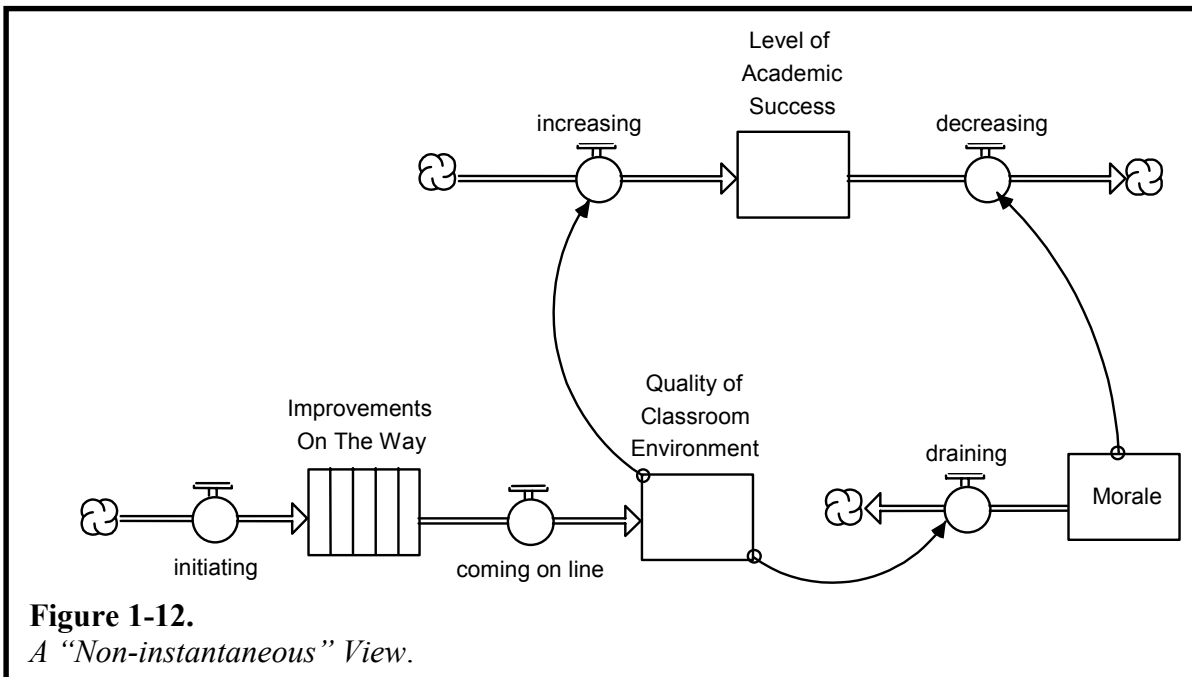 Level of
Academic
Success
increasing
decreasing
Quality of
Classroom
Environment
Improvements
On The Way
draining
Morale
initiating
coming on line
Figure 1-12.
A “Non-instantaneous” View.